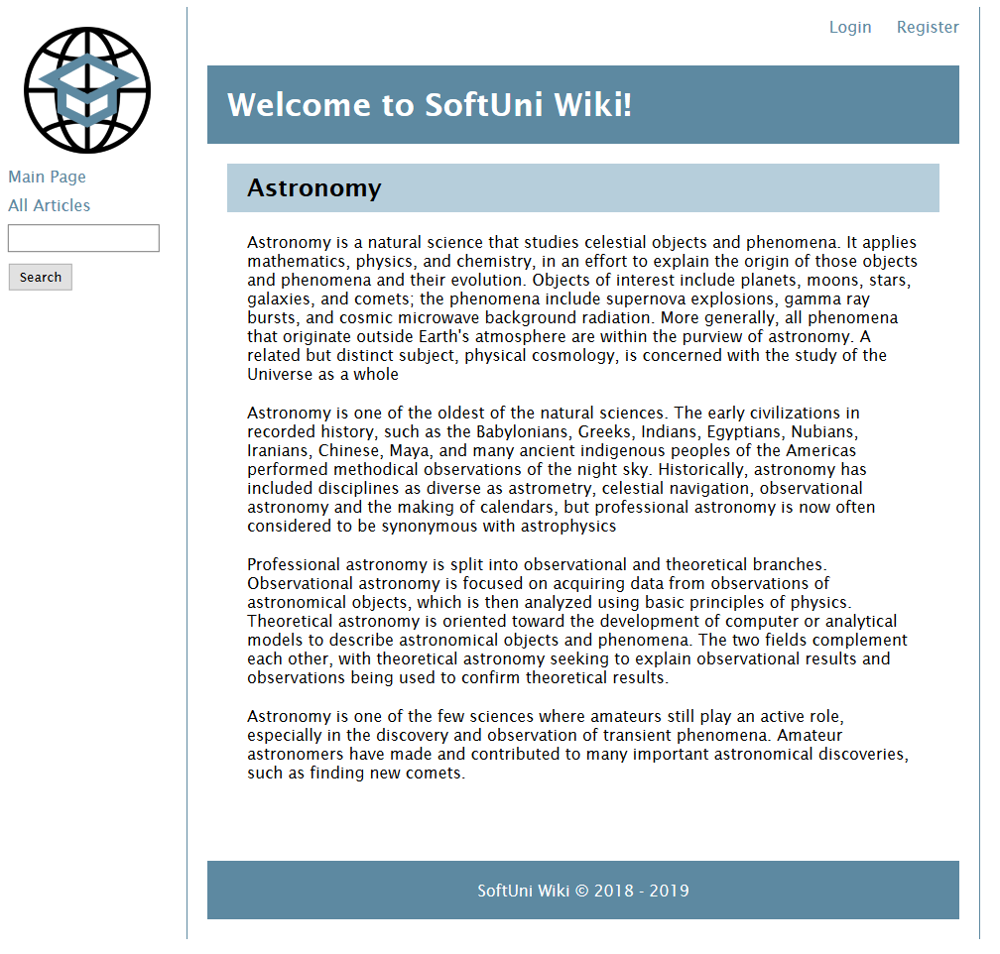 Login Register
Welcome to SoftUni Wiki!
Main Page
All Articles
Search
Astronomy
Astronomy is a natural science that studies celestial objects and phenomena. It applies
mathematics, physics, and chemistry, in an effort to explain the origin of those objects
and phenomena and their evolution. Objects of interest include planets, moons, stars,
galaxies, and comets; the phenomena include supernova explosions, gamma ray
bursts, and cosmic microwave background radiation. More generally, all phenomena
that originate outside Earth's atmosphere are within the purview of astronomy. A
related but distinct subject, physical cosmology, is concerned with the study of the
Universe as a whole
Astronomy is one of the oldest of the natural sciences. The early civilizations in
recorded history, such as the Babylonians, Greeks, Indians, Egyptians, Nubians,
Iranians, Chinese, Maya, and many ancient indigenous peoples of the Americas
performed methodical observations of the night sky. Historically, astronomy has
included disciplines as diverse as astrometry, celestial navigation, observational
astronomy and the making of calendars, but professional astronomy is now often
considered to be synonymous with astrophysics
Professional astronomy is split into observational and theoretical branches.
Observational astronomy is focused on acquiring data from observations of
astronomical objects, which is then analyzed using basic principles of physics.
Theoretical astronomy is oriented toward the development of computer or analytical
models to describe astronomical objects and phenomena. The two fields complement
each other, with theoretical astronomy seeking to explain observational results and
observations being used to confirm theoretical results.
Astronomy is one of the few sciences where amateurs still play an active role,
especially in the discovery and observation of transient phenomena. Amateur
astronomers have made and contributed to many important astronomical discoveries,
such as finding new comets.
SoftUni Wiki © 2018 - 2019